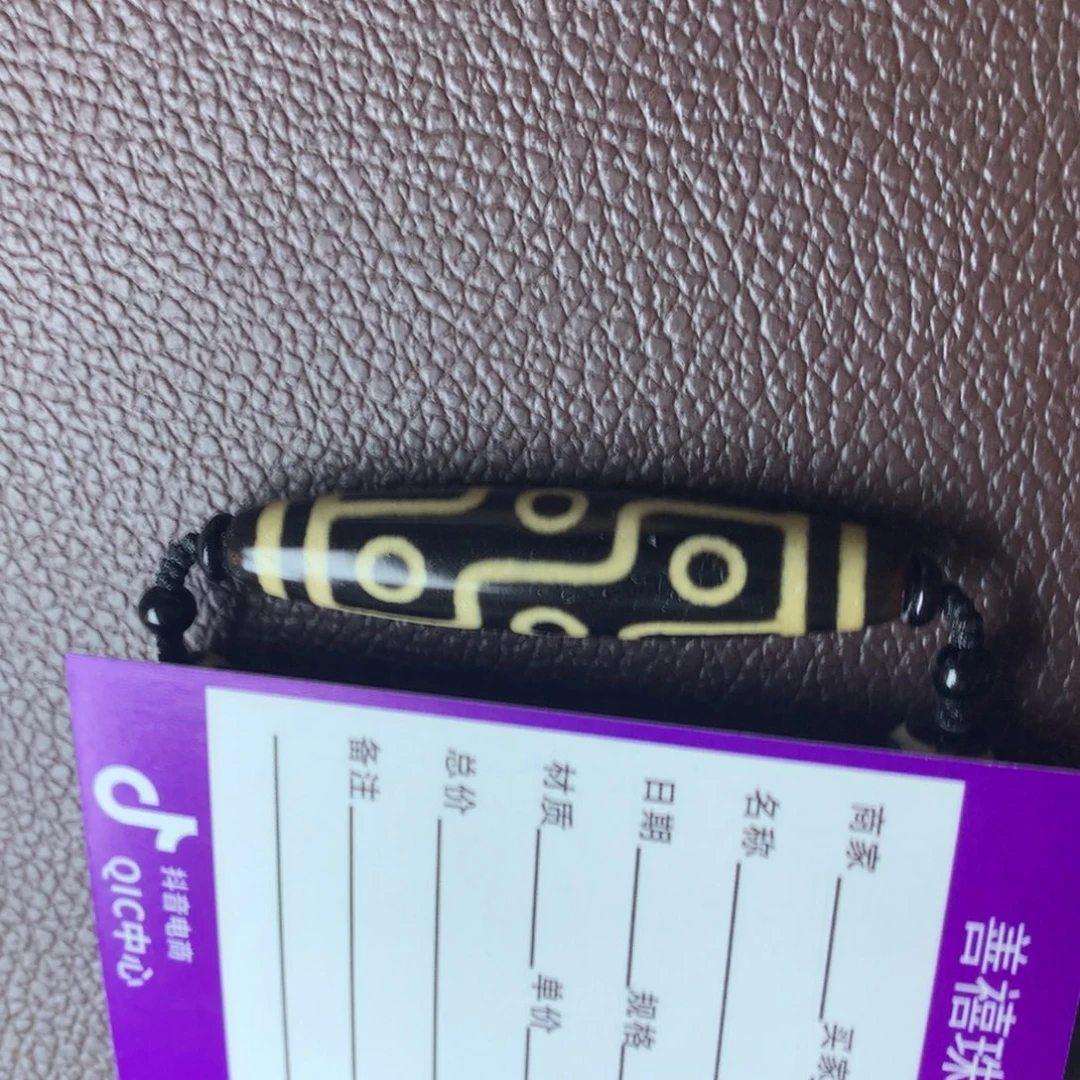 善禧珠
商家 买家
名称
日期 规格
材质 单价
总价
备注
抖音电商
QIC中心